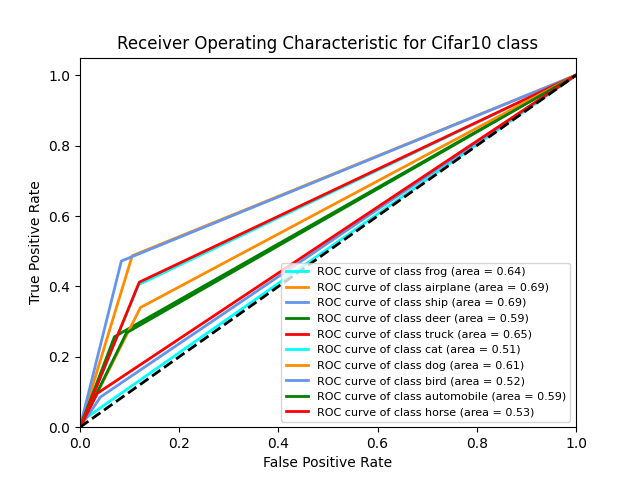 Receiver Operating Characteristic for Cifar10 class
True Positive Rate
1.0
0.8
0.6
0.4
0.2
0.0
ROC curve of class frog (area = 0.64)
ROC curve of class airplane (area = 0.69)
ROC curve of class ship (area = 0.69)
ROC curve of class deer (area = 0.59)
ROC curve of class truck (area = 0.65)
ROC curve of class cat (area = 0.51)
ROC curve of class dog (area = 0.61)
ROC curve of class bird (area = 0.52)
ROC curve of class automobile (area = 0.59)
ROC curve of class horse (area = 0.53)
0.0 0.2 0.4 0.6 0.8 1.0
False Positive Rate